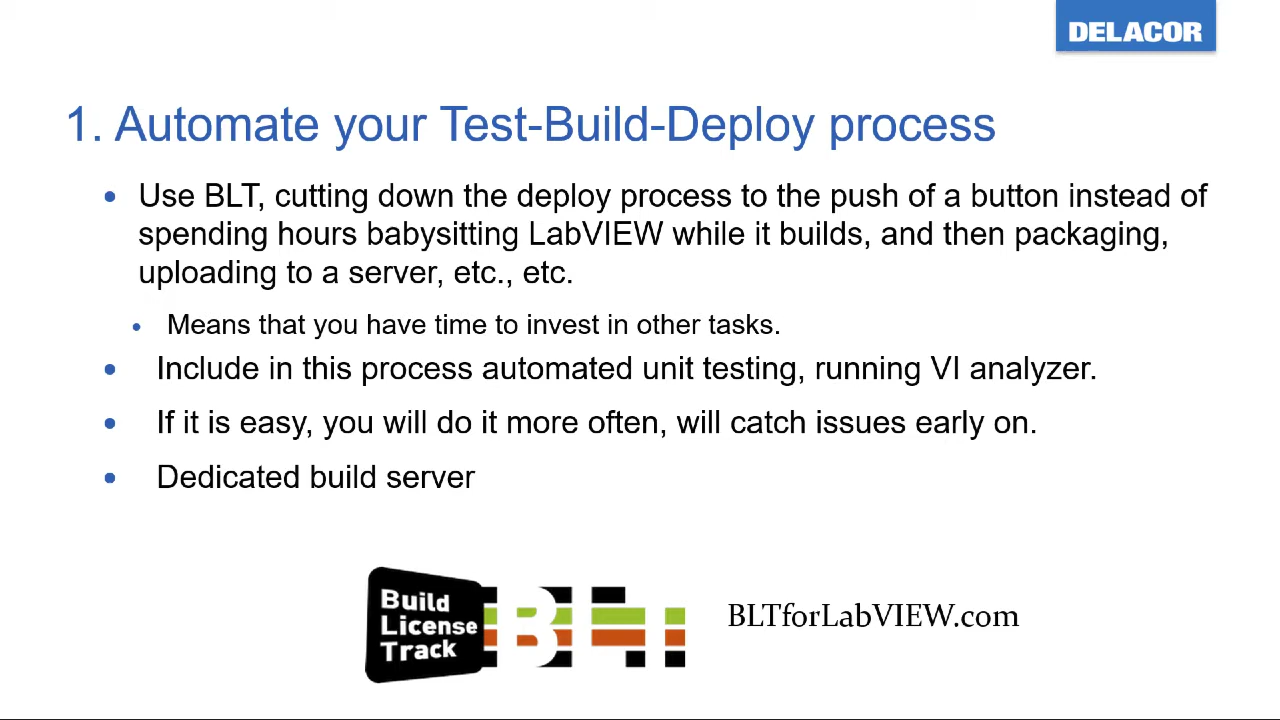 DELACOR
1. Automate your Test-Build-Deploy process
• Use BLT, cutting down the deploy process to the push of a button instead of
spending hours babysitting LabVIEW while it builds, and then packaging,
uploading to a server, etc., etc.
• Means that you have time to invest in other tasks.
• Include in this process automated unit testing, running VI analyzer.
• If it is easy, you will do it more often, will catch issues early on.
• Dedicated build server
Build
License
Track
BLT
BLTforLabVIEW.com